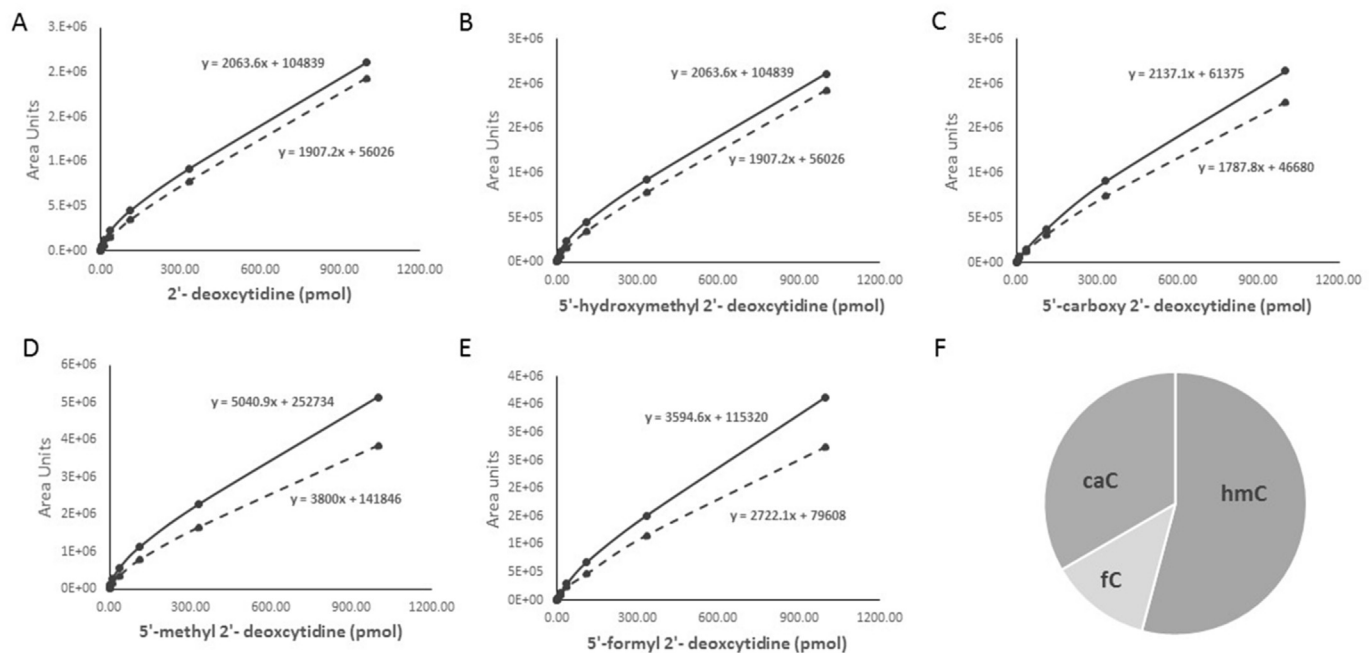 A
3.E+06
3.E+06
2.E+06
2.E+06
1.E+06
5.E+05
0.E+00
Area Units
y = 2063.6x + 104839
y = 1907.2x + 56026
0.00 300.00 600.00 900.00 1200.00
2'- deoxcytidine (pmol)
B
3E+06
3E+06
2E+06
2E+06
1E+06
5E+05
0E+00
Area Units
y = 2063.6x + 104839
y = 1907.2x + 56026
0.00 300.00 600.00 900.00 1200.00
5'-hydroxymethyl 2'- deoxcytidine (pmol)
C
3E+06
2E+06
2E+06
1E+06
5E+05
0E+00
Area units
y = 2137.1x + 61375
y = 1787.8x + 46680
0.00 300.00 600.00 900.00 1200.00
5'-carboxy 2'- deoxcytidine (pmol)
D
6E+06
5E+06
4E+06
3E+06
2E+06
1E+06
0E+00
Area Units
y = 5040.9x + 252734
y = 3800x + 141846
0.00 300.00 600.00 900.00 1200.00
5'-methyl 2'- deoxcytidine (pmol)
E
4E+06
4E+06
3E+06
3E+06
2E+06
2E+06
1E+06
5E+05
0E+00
Area Units
y = 3594.6x + 115320
y = 2722.1x + 79608
0.00 300.00 600.00 900.00 1200.00
5'-formyl 2'- deoxcytidine (pmol)
F
caC
hmC
fC